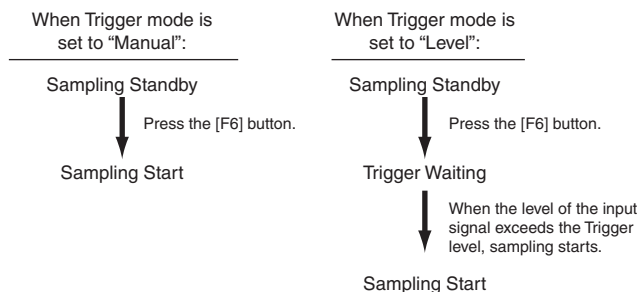 When Trigger mode is
set to “Manual”:
Sampling Standby
Press the [F6] button.
Sampling Start
When Trigger mode is
set to “Level”:
Sampling Standby
Press the [F6] button.
Trigger Waiting
When the level of the input
signal exceeds the Trigger
level, sampling starts.
Sampling Start